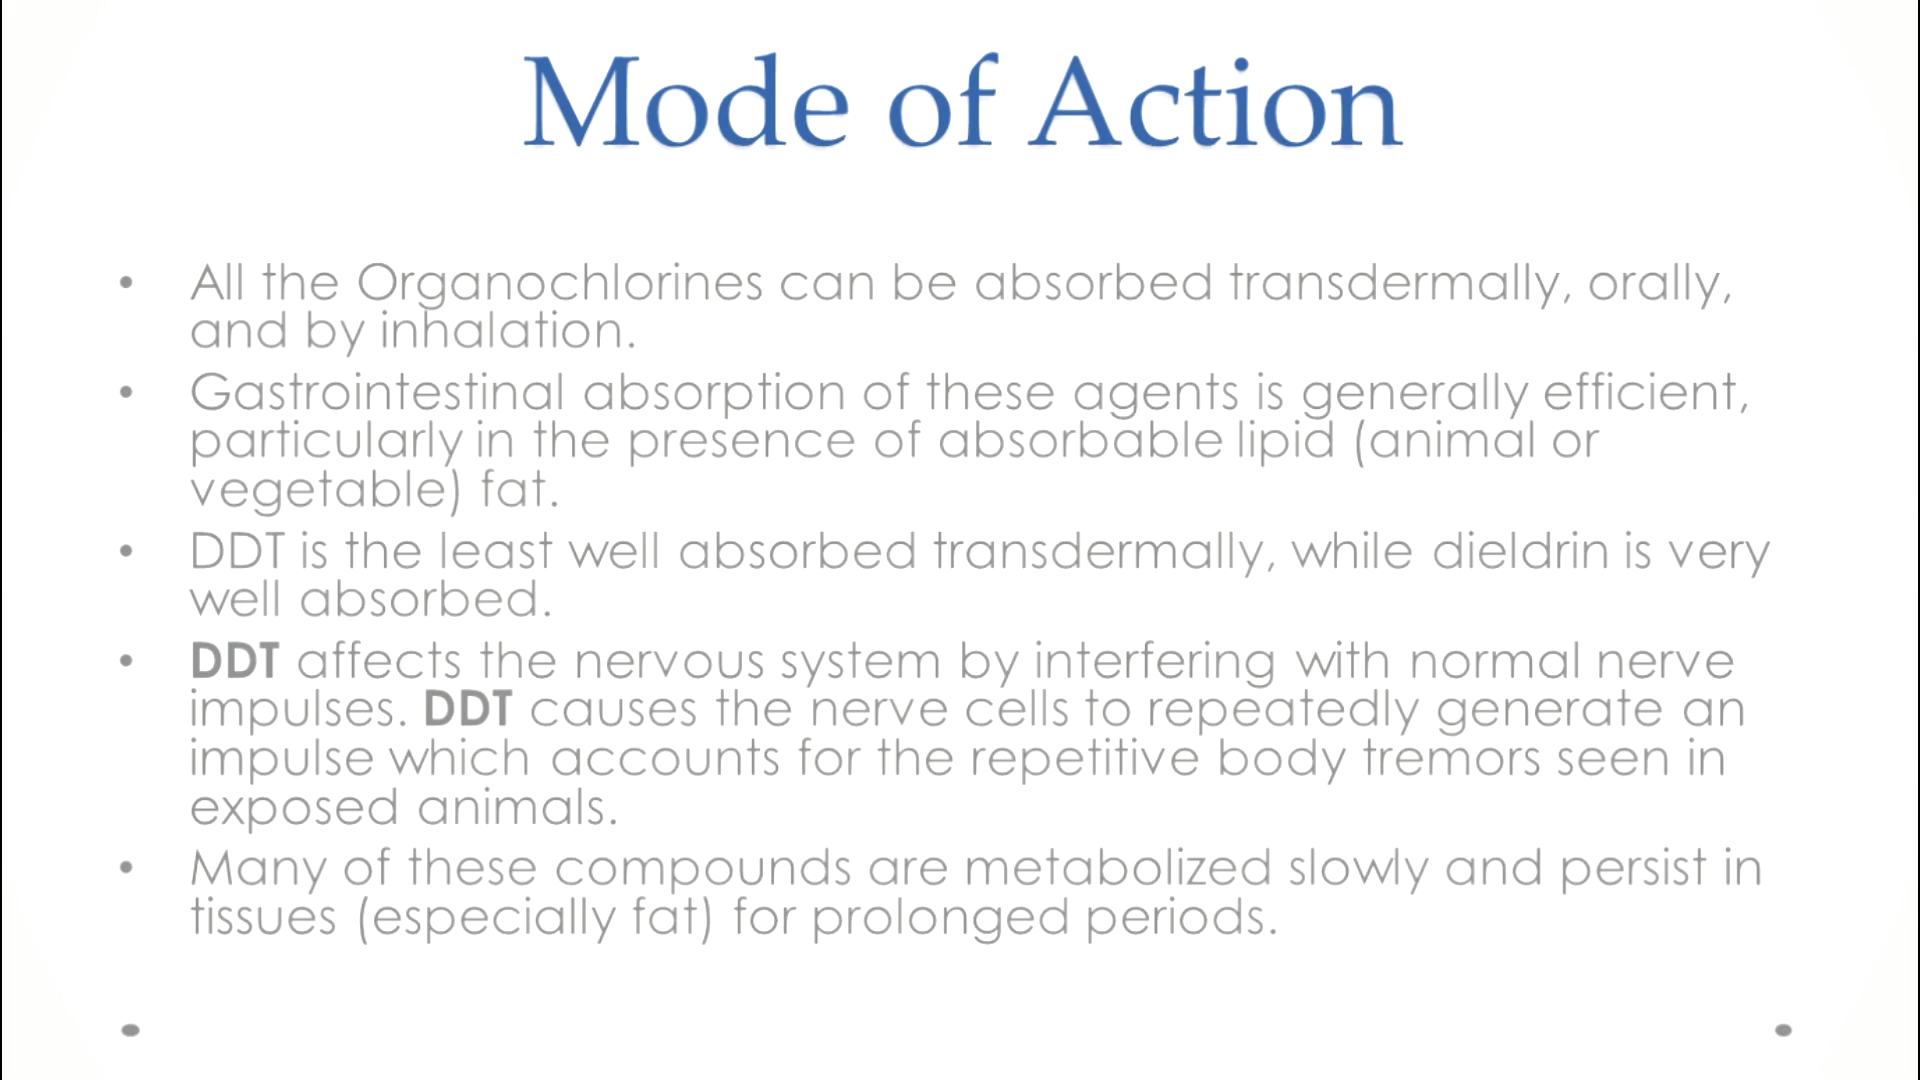 Mode of Action
• All the Organochlorines can be absorbed transdermally, orally,
and by inhalation.
• Gastrointestinal absorption of these agents is generally efficient,
particularly in the presence of absorbable lipid (animal or
vegetable) fat.
• DDT is the least well absorbed transdermally, while dieldrin is very
well absorbed.
• DDT affects the nervous system by interfering with normal nerve
impulses. DDT causes the nerve cells to repeatedly generate an
impulse which accounts for the repetitive body tremors seen in
exposed animals.
• Many of these compounds are metabolized slowly and persist in
tissues (especially fat) for prolonged periods.